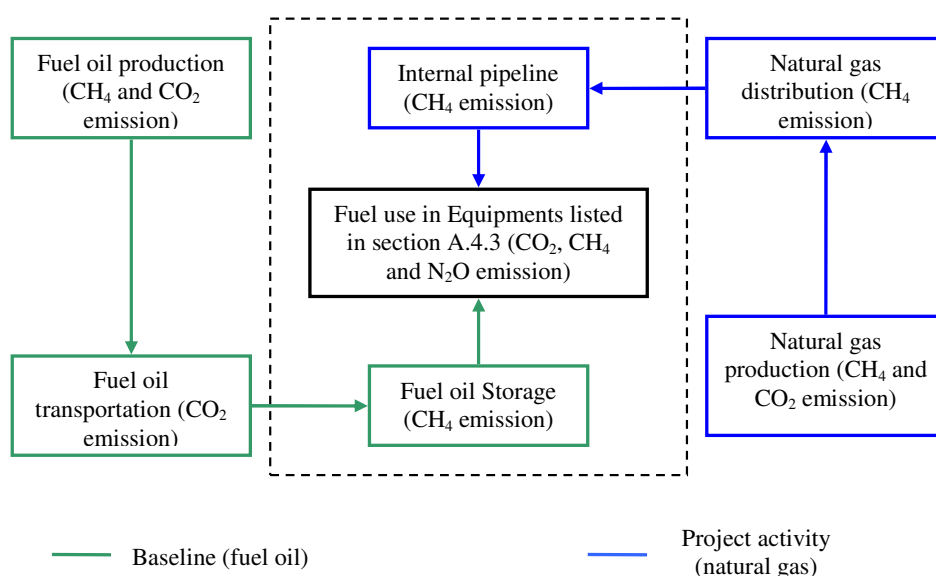 Fuel oil production
(CH₄ and CO₂
emission)
Internal pipeline
(CH₄ emission)
Natural gas
distribution (CH₄
emission)
Fuel use in Equipments listed
in section A.4.3 (CO₂, CH₄
and N₂O emission)
Fuel oil
transportation (CO₂
emission)
Fuel oil Storage
(CH₄ emission)
Natural gas
production (CH₄ and
CO₂ emission)
Baseline (fuel oil)
Project activity
(natural gas)